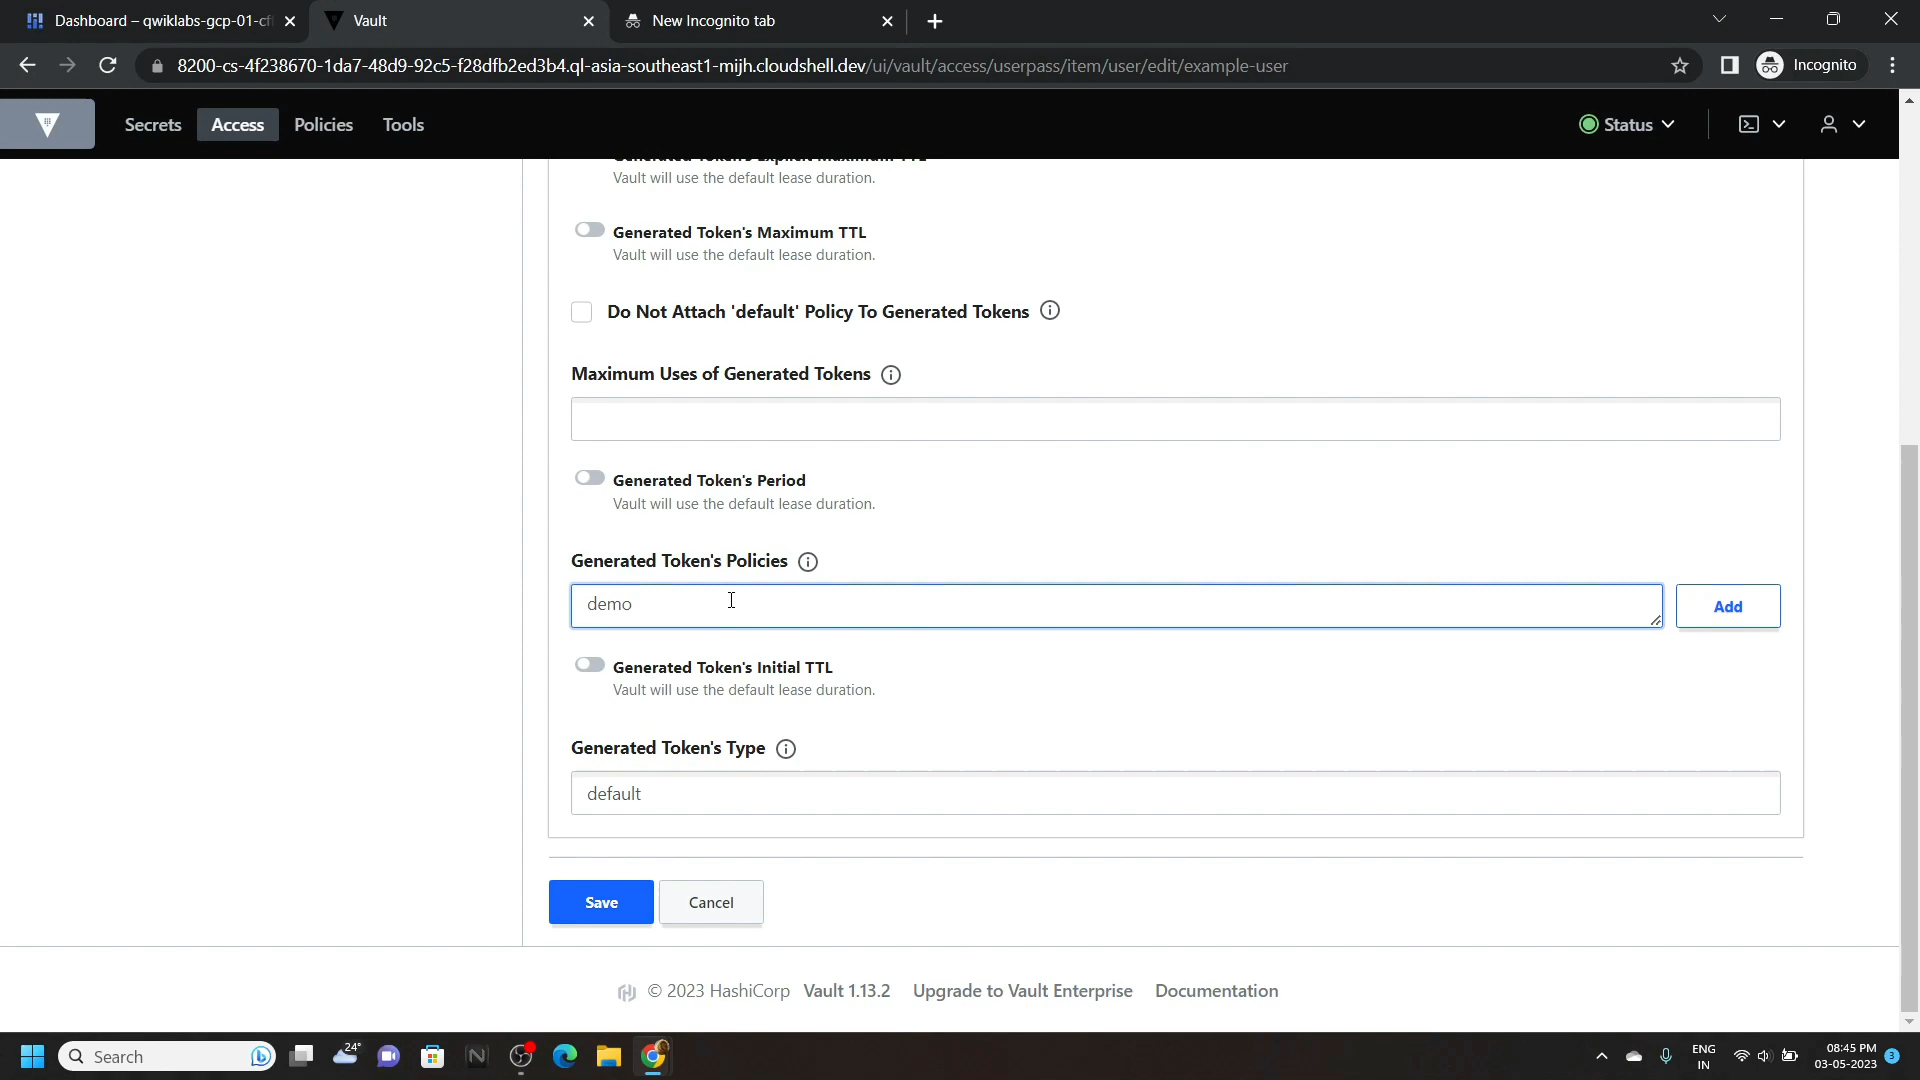 Dashboard – qwiklabs-gcp-01-cf
Vault
New Incognito tab
8200-cs-4f238670-1da7-48d9-92c5-f28dfb2ed3b4.ql-asia-southeast1-mijh.cloudshell.dev/ui/vault/access/userpass/item/user/edit/example-user
Incognito
Secrets
Access
Policies
Tools
Status
Generated Token's Explicit Maximum TTL
Vault will use the default lease duration.
Generated Token's Maximum TTL
Vault will use the default lease duration.
Do Not Attach 'default' Policy To Generated Tokens
Maximum Uses of Generated Tokens
Generated Token's Period
Vault will use the default lease duration.
Generated Token's Policies
demo
Add
Generated Token's Initial TTL
Vault will use the default lease duration.
Generated Token's Type
default
Save
Cancel
© 2023 HashiCorp Vault 1.13.2 Upgrade to Vault Enterprise Documentation
Search
24°
ENG
IN
08:45 PM
03-05-2023
3